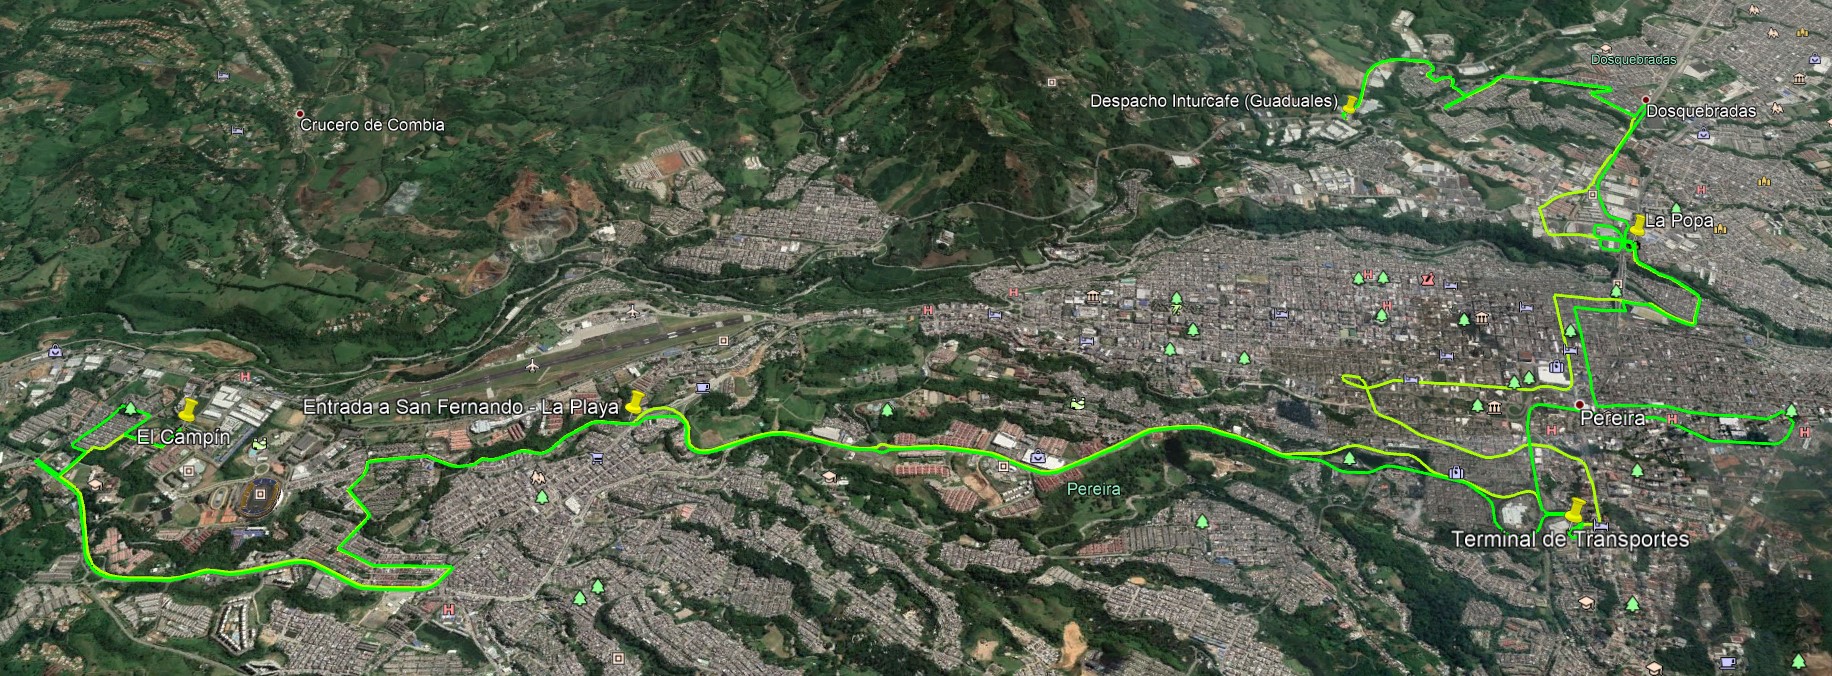 Dosquebradas
Despacho Inturcafe (Guaduales)
Dosquebradas
Crucero de Combia
La Popa
Entrada a San Fernando - La Playa
Pereira
El Campín
Pereira
Terminal de Transportes